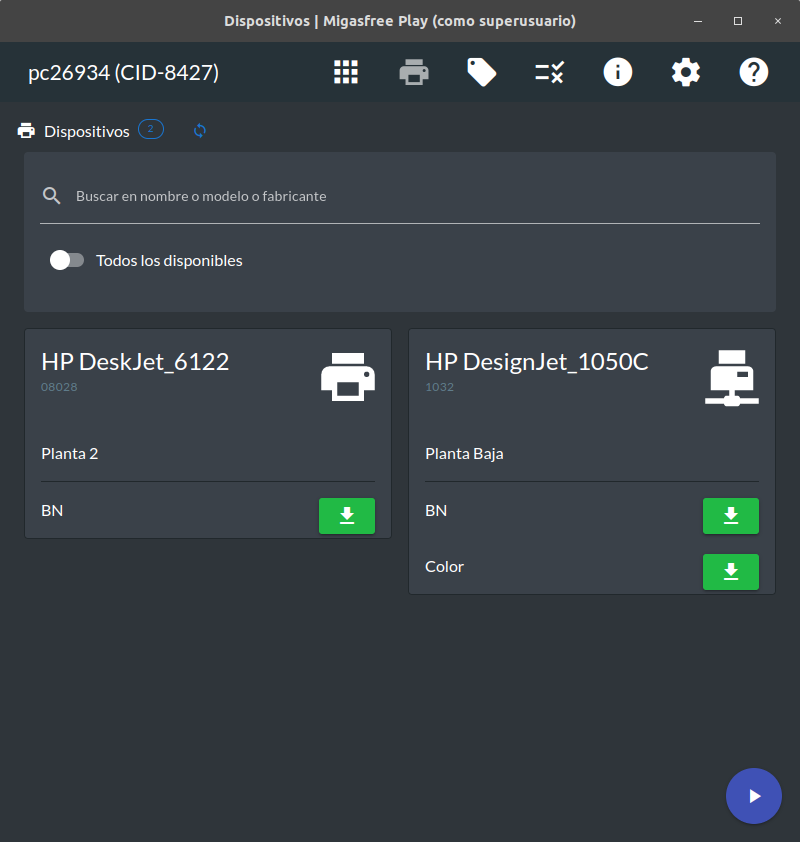 Dispositivos | Migasfree Play (como superusuario)
pc26934 (CID-8427)
Dispositivos 2
Buscar en nombre o modelo o fabricante
Todos los disponibles
HP DeskJet_6122
08028
Planta 2
BN
HP DesignJet_1050C
1032
Planta Baja
BN
Color